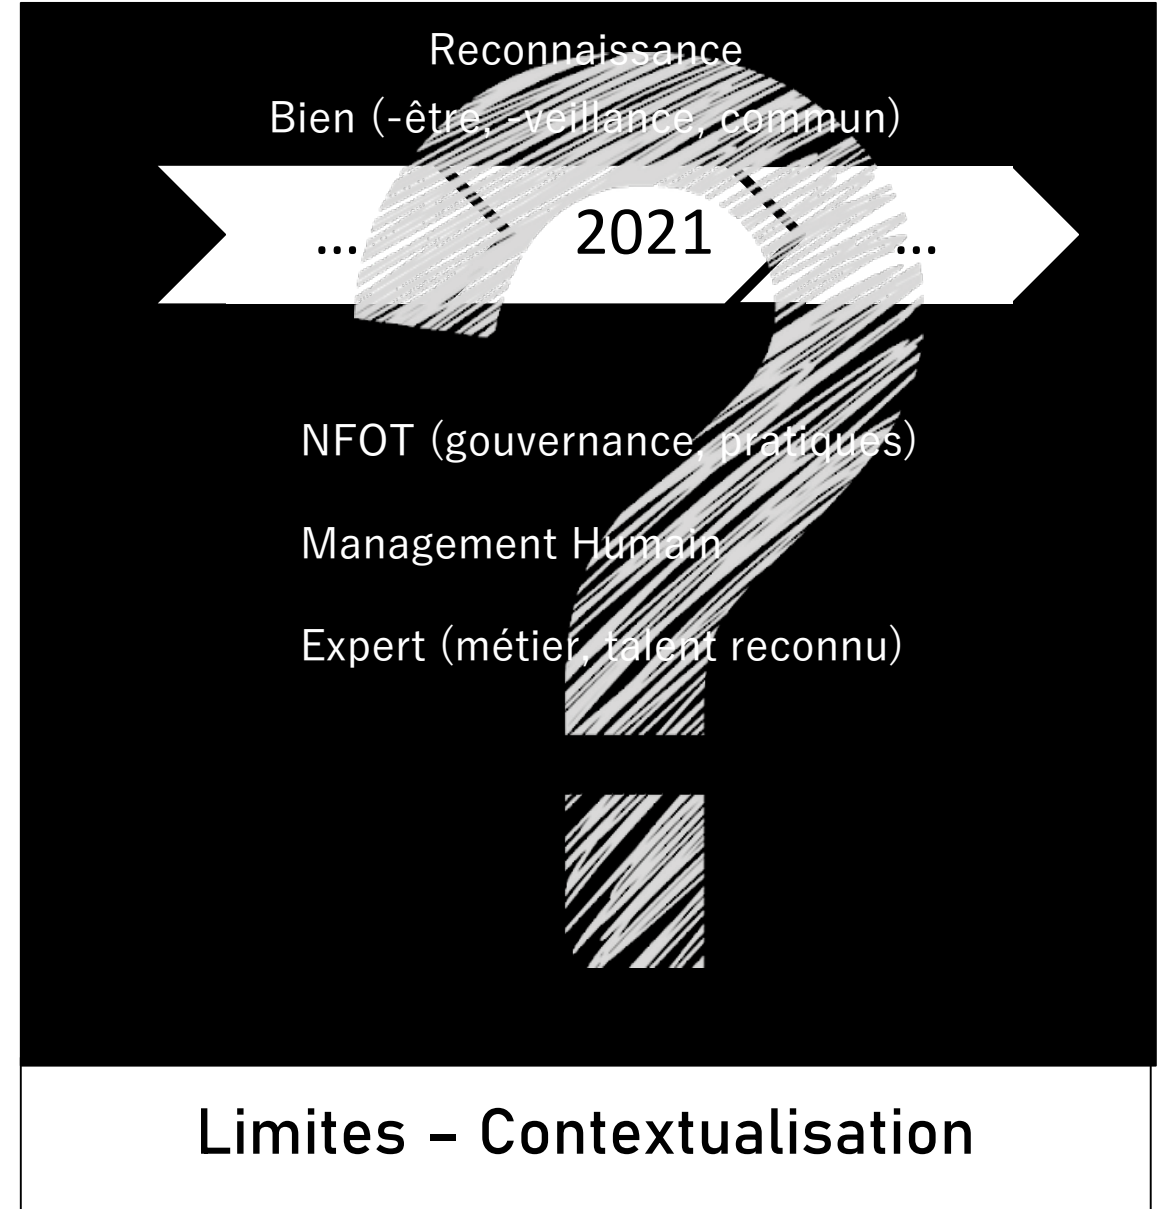 Reconnaissance
Bien (-être, -veillance, commun)
... 2021 ...
NFOT (gouvernance, pratiques)
Management Humain
Expert (métier, talent reconnu)
Limites – Contextualisation